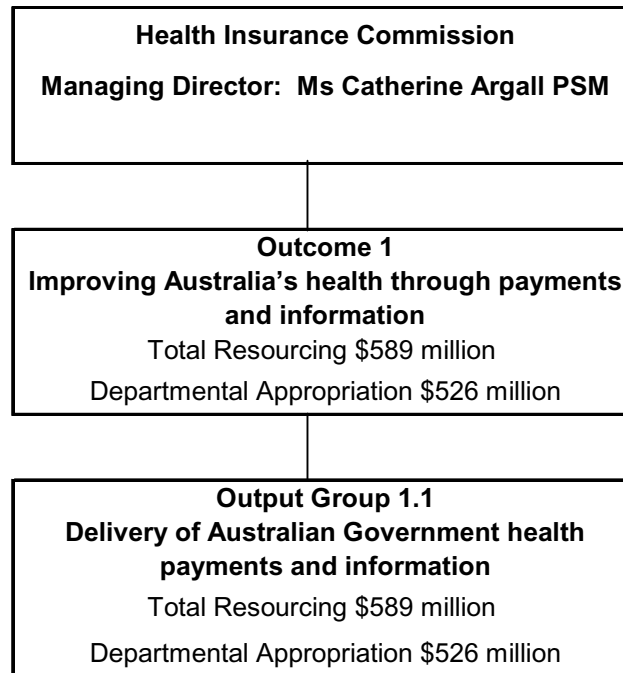 Health Insurance Commission
Managing Director: Ms Catherine Argall PSM
Outcome 1
Improving Australia’s health through payments
and information
Total Resourcing $589 million
Departmental Appropriation $526 million
Output Group 1.1
Delivery of Australian Government health
payments and information
Total Resourcing $589 million
Departmental Appropriation $526 million